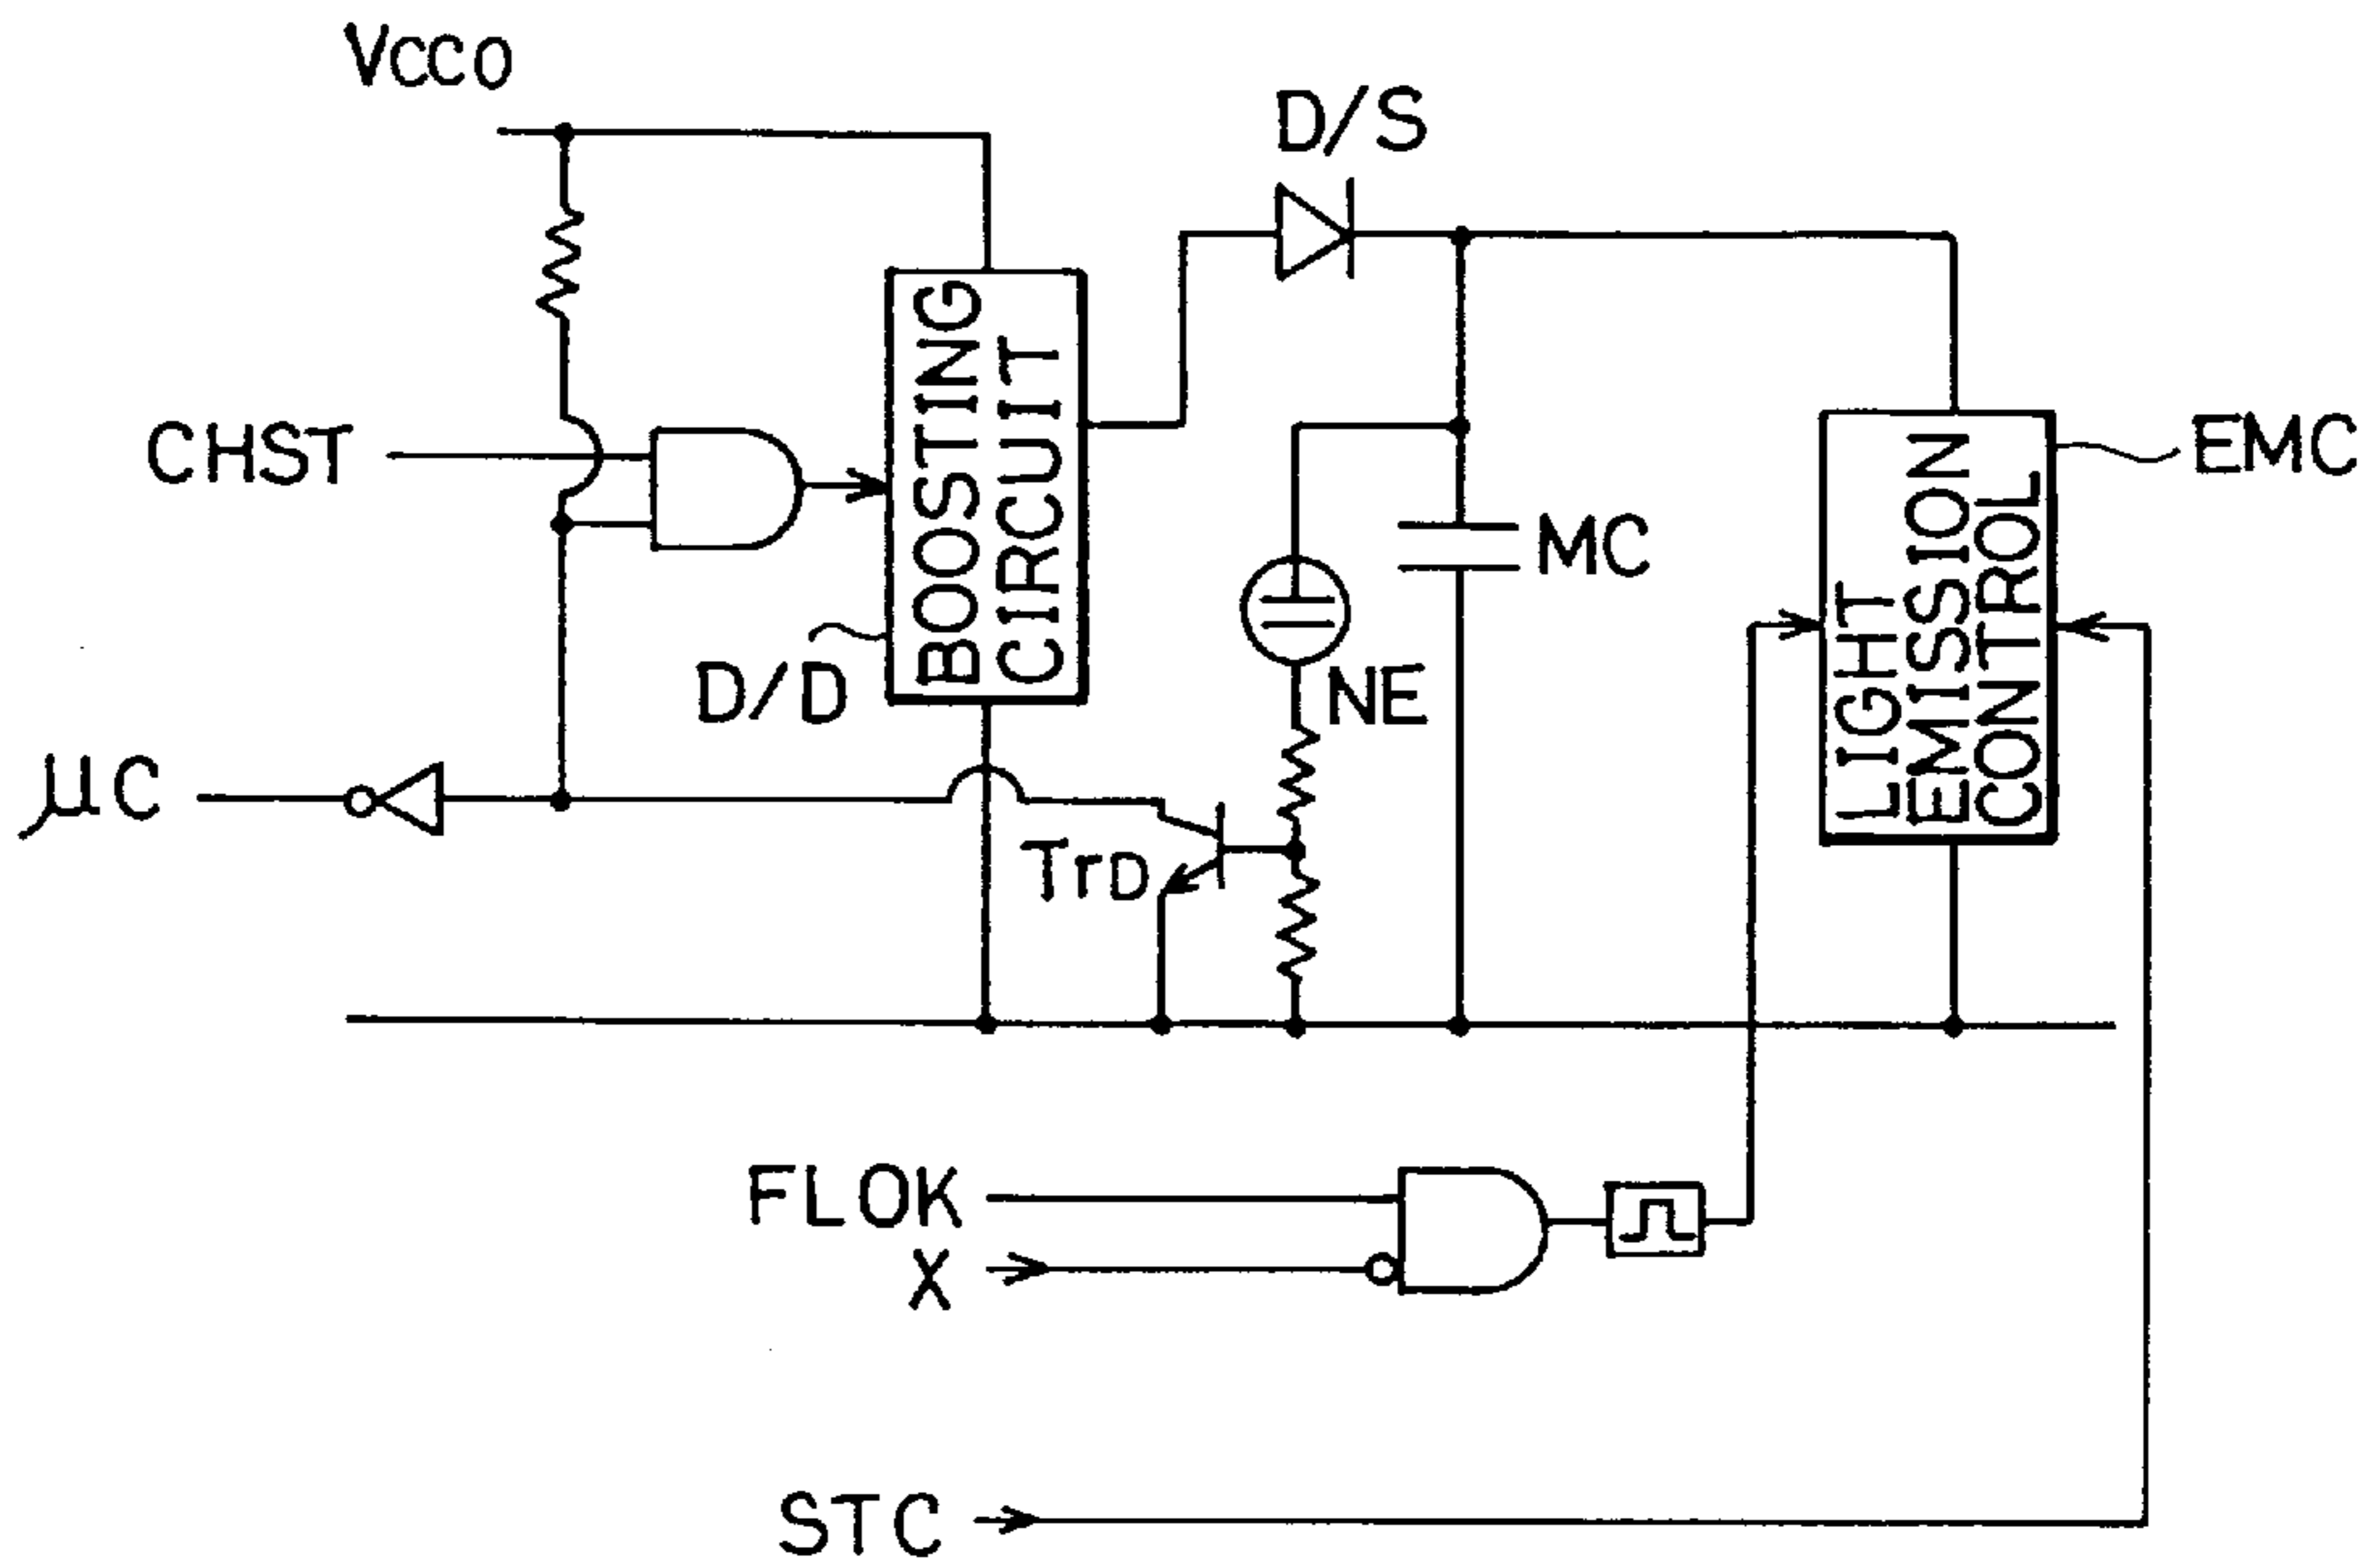 VCCO
D/S
CHST
BOOSTING
CIRCUIT
EMC
MC
LIGHT
EMISSION
CONTROL
D/D
NE
μC
TrD
FLOK
X
STC